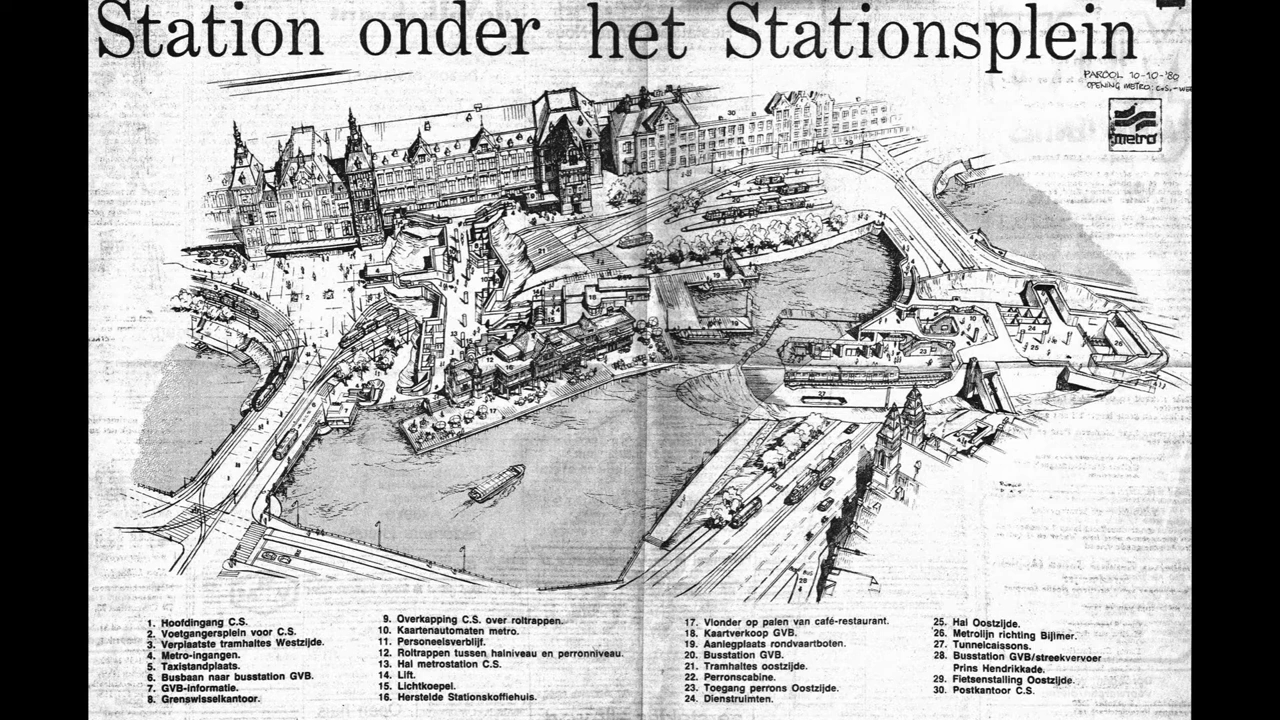 Station onder het Stationsplein
PAROOL 10-10-'80
OPENING METRO: C.S. - WE
metro
1. Hoofdingang C.S.
2. Voetgangersplein voor C.S.
3. Verplaatste tramhaltes Westzijde.
4. Metro-ingangen.
5. Taxistandplaats.
6. Busbaan naar busstation GVB.
7. GVB-informatie.
8. Grenswisselkantoor.
9. Overkapping C.S. over roltrappen.
10. Kaartenautomaten metro.
11. Personeelsverblijf.
12. Roltrappen tussen halniveau en perronniveau.
13. Hal metrostation C.S.
14. Lift.
15. Lichtkoepel.
16. Herstelde Stationskoffiehuis.
17. Vlonder op palen van café-restaurant.
18. Kaartverkoop GVB.
19. Aanlegplaats rondvaartboten.
20. Busstation GVB.
21. Tramhaltes oostzijde.
22. Perronscabine.
23. Toegang perrons Oostzijde.
24. Dienstruimten.
25. Hal Oostzijde.
26. Metrolijn richting Bijlmer.
27. Tunnelcaissons.
28. Busstation GVB/streekvervoer
Prins Hendrikkade.
29. Fietsenstalling Oostzijde.
30. Postkantoor C.S.